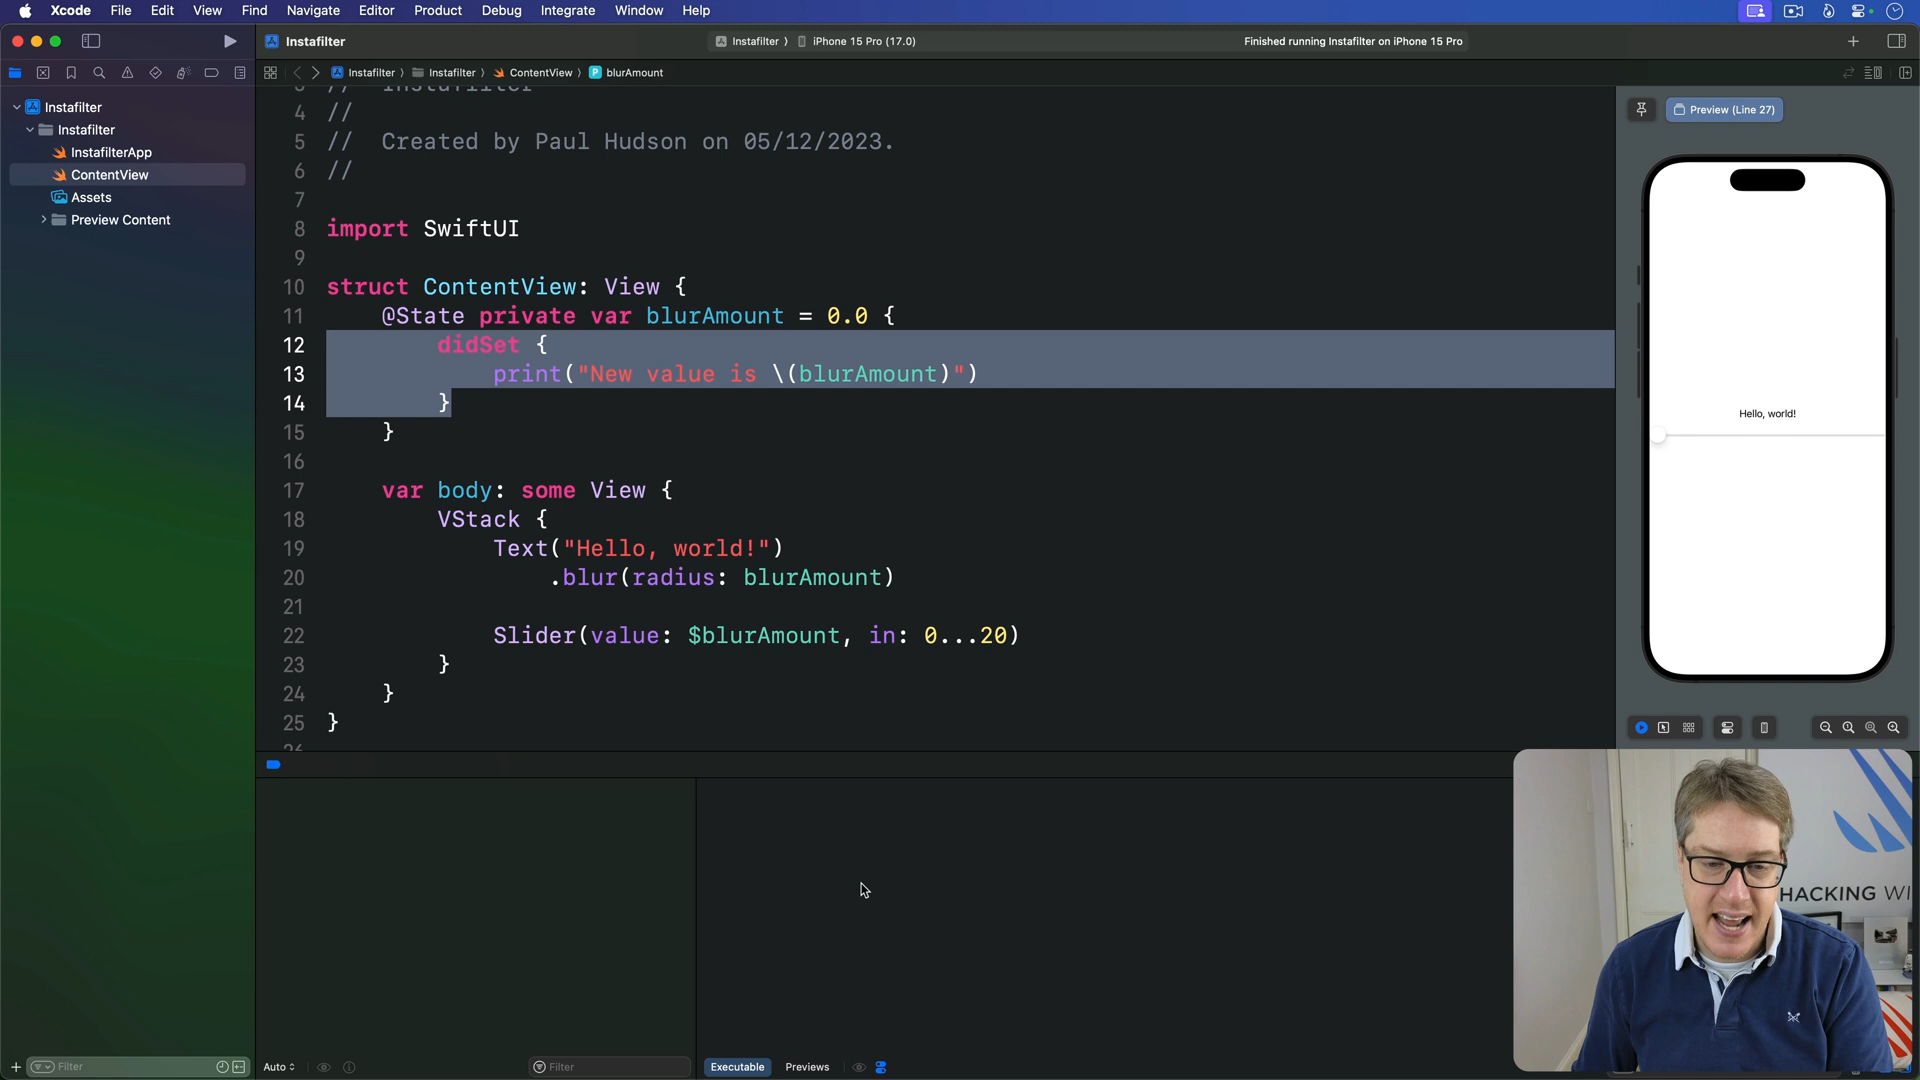 Xcode File Edit View Find Navigate Editor Product Debug Integrate Window Help
Instafilter
Instafilter 〉 iPhone 15 Pro (17.0)
Finished running Instafilter on iPhone 15 Pro
Instafilter 〉 Instafilter 〉 ContentView 〉 P blurAmount
Instafilter
Instafilter
InstafilterApp
ContentView
Assets
Preview Content
3 // Instafilter
4 //
5 // Created by Paul Hudson on 05/12/2023.
6 //
7
8 import SwiftUI
9
10 struct ContentView: View {
11 @State private var blurAmount = 0.0 {
12 didSet {
13 print("New value is \(blurAmount)")
14 }
15 }
16
17 var body: some View {
18 VStack {
19 Text("Hello, world!")
20 .blur(radius: blurAmount)
21
22 Slider(value: $blurAmount, in: 0...20)
23 }
24 }
25 }
26
Preview (Line 27)
Hello, world!
HACKING WI
Filter
Auto
Filter
Executable Previews